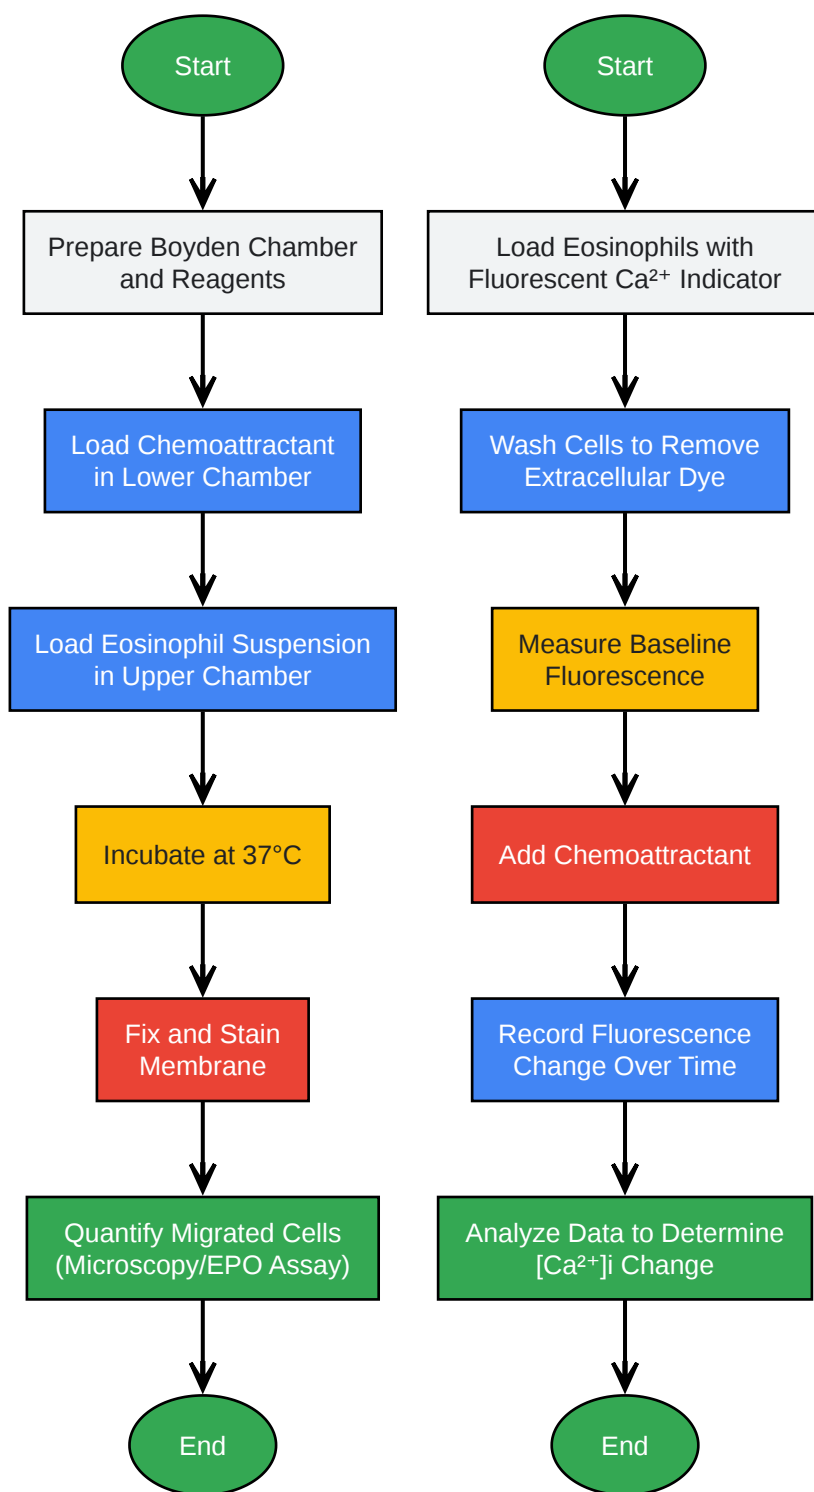 Start
Prepare Boyden Chamber
and Reagents
Load Chemoattractant
in Lower Chamber
Load Eosinophil Suspension
in Upper Chamber
Incubate at 37°C
Fix and Stain
Membrane
Quantify Migrated Cells
(Microscopy/EPO Assay)
End
Start
Load Eosinophils with
Fluorescent Ca²⁺ Indicator
Wash Cells to Remove
Extracellular Dye
Measure Baseline
Fluorescence
Add Chemoattractant
Record Fluorescence
Change Over Time
Analyze Data to Determine
[Ca²⁺]i Change
End